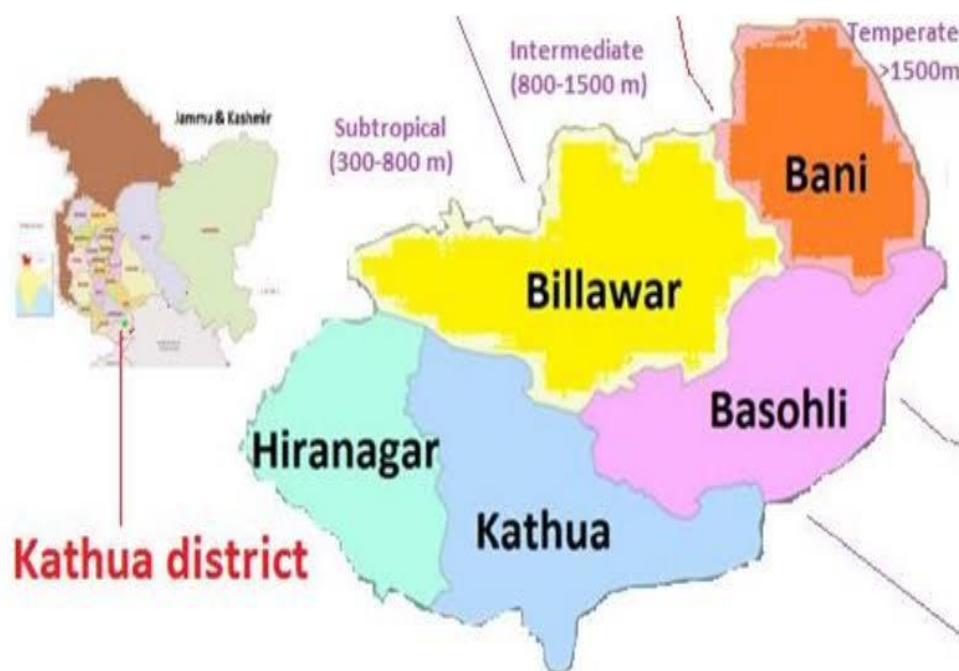 Jammu & Kashmir
Subtropical
(300-800 m)
Intermediate
(800-1500 m)
Temperate
>1500m
Bani
Billawar
Basohli
Hiranagar
Kathua
Kathua district